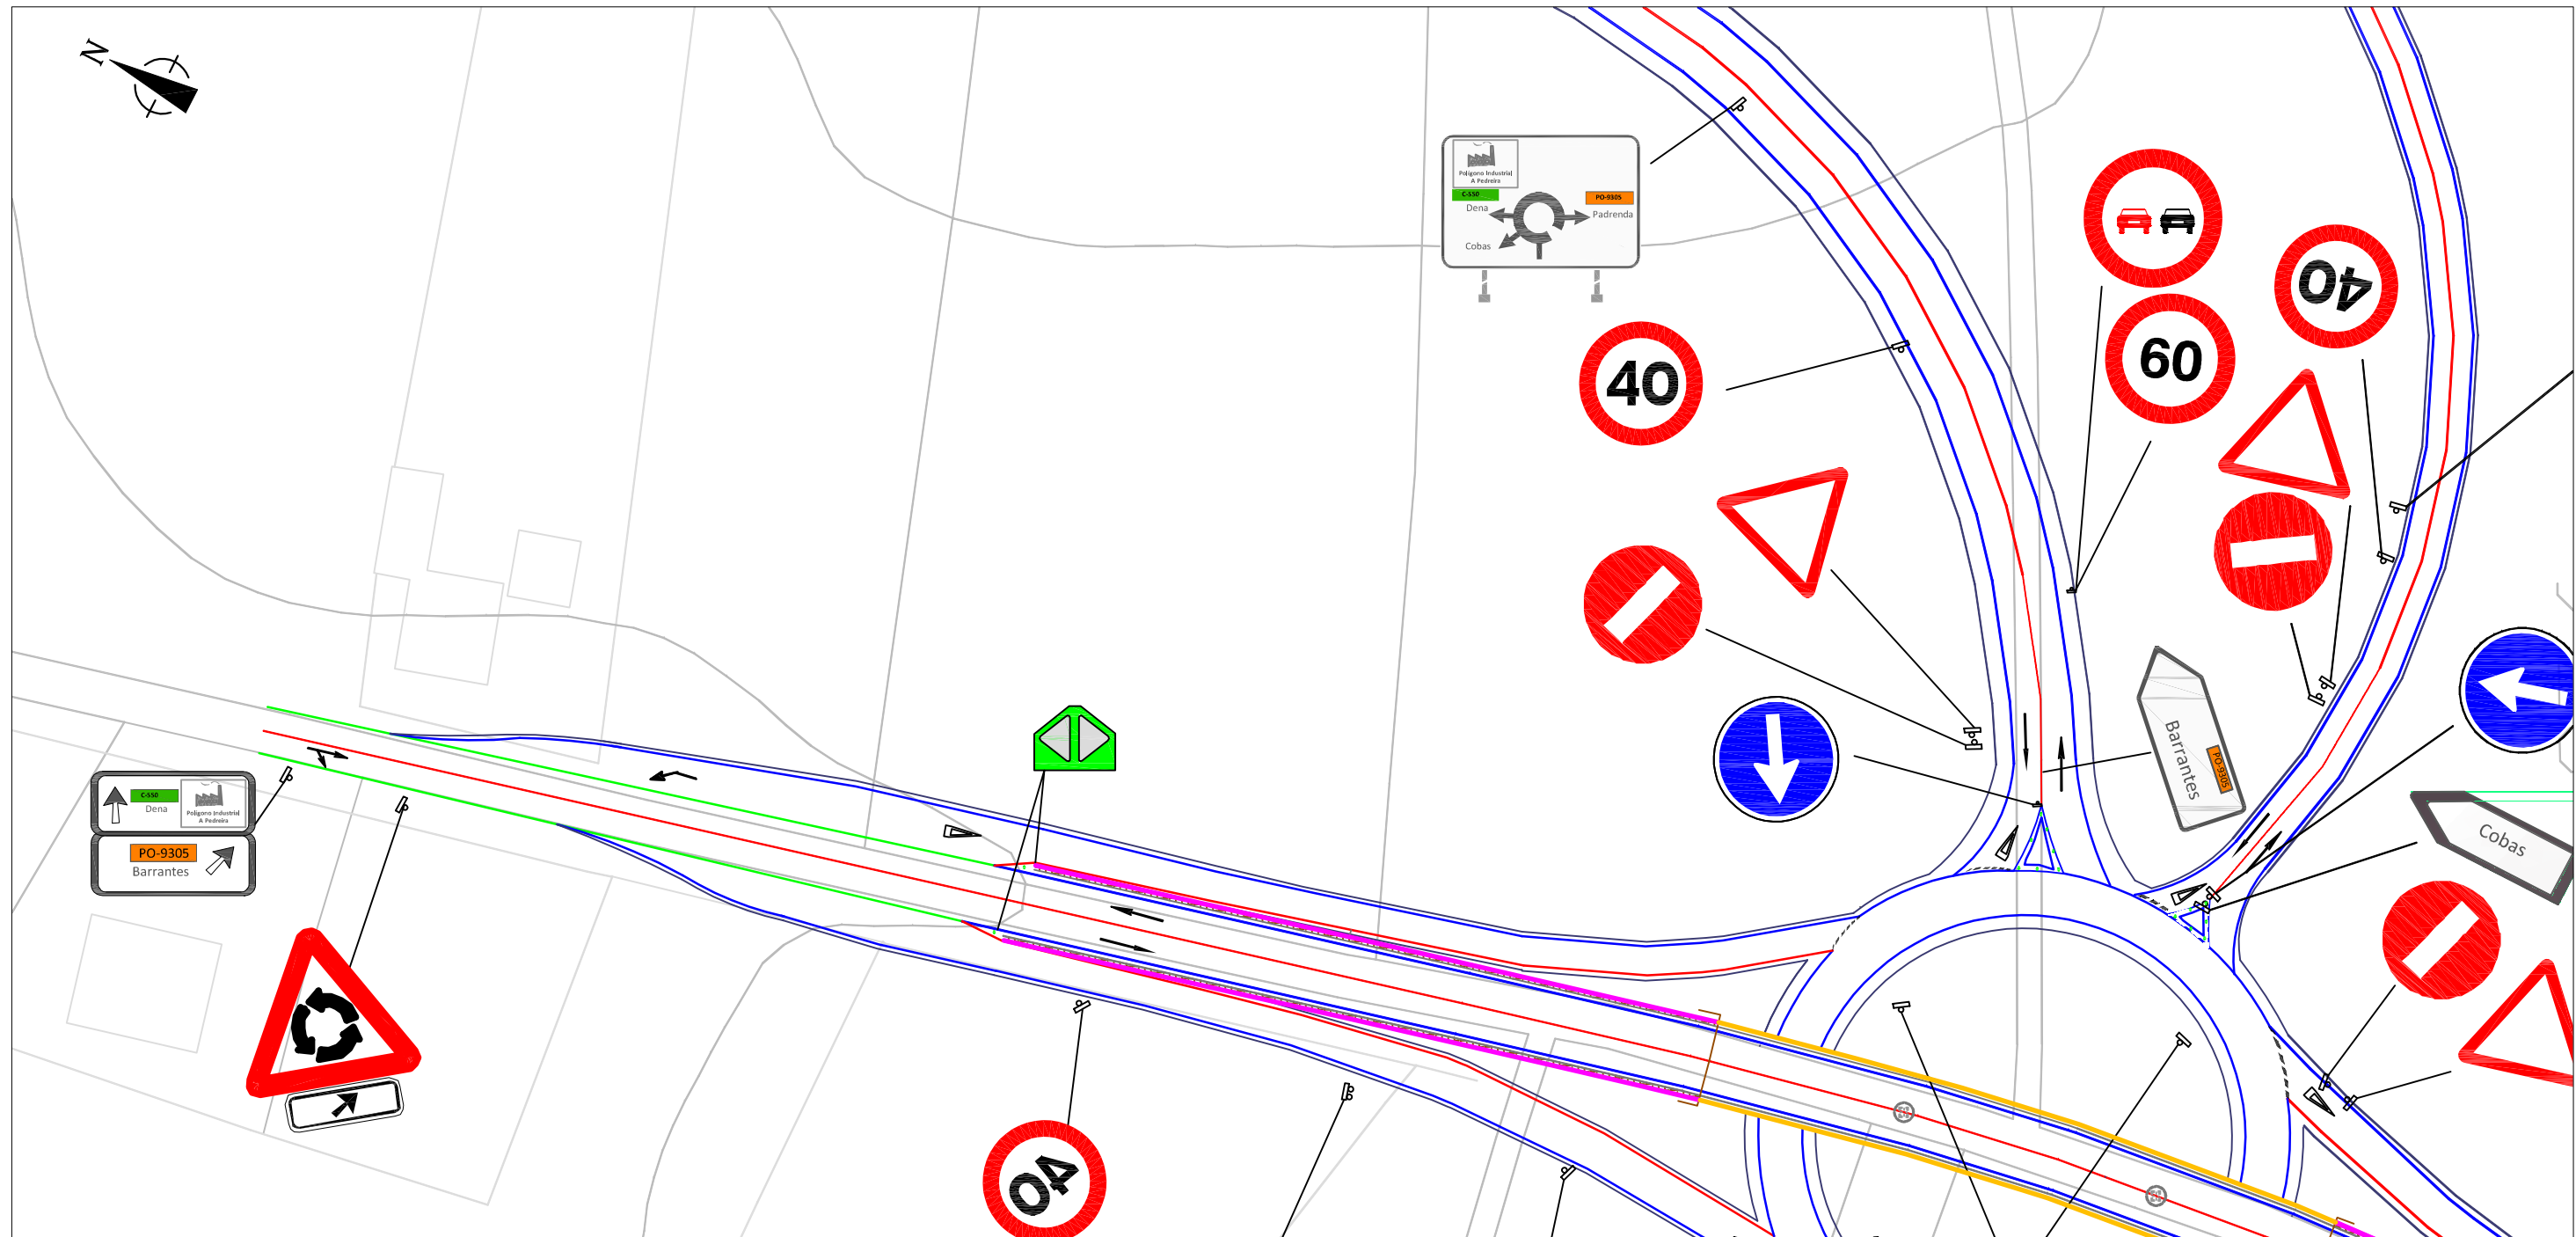 N
Polígono Industrial
A Pedreira
C-550
PO-9305
Dena
Padrenda
Cobas
40
60
40
C-550
Dena
Polígono Industrial
A Pedreira
PO-9305
Barrantes
Barrantes
PO-9305
Cobas
40